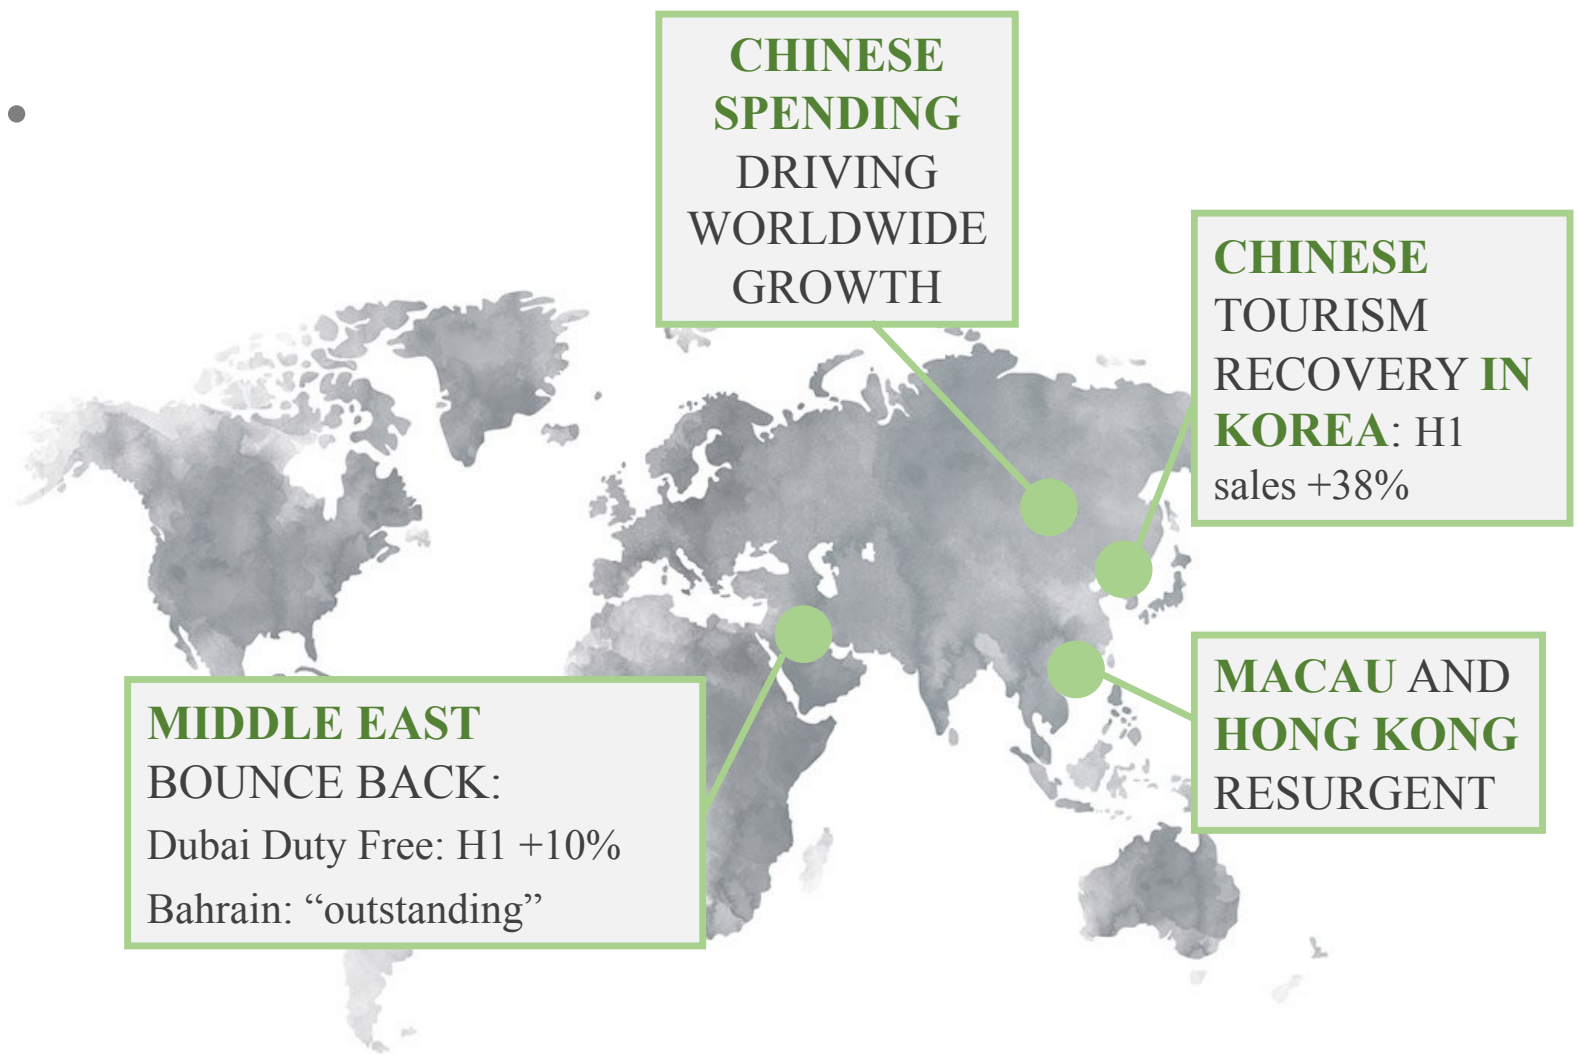 CHINESE
SPENDING
DRIVING
WORLDWIDE
GROWTH
CHINESE
TOURISM
RECOVERY IN
KOREA: H1
sales +38%
MACAU AND
HONG KONG
RESURGENT
MIDDLE EAST
BOUNCE BACK:
Dubai Duty Free: H1 +10%
Bahrain: “outstanding”